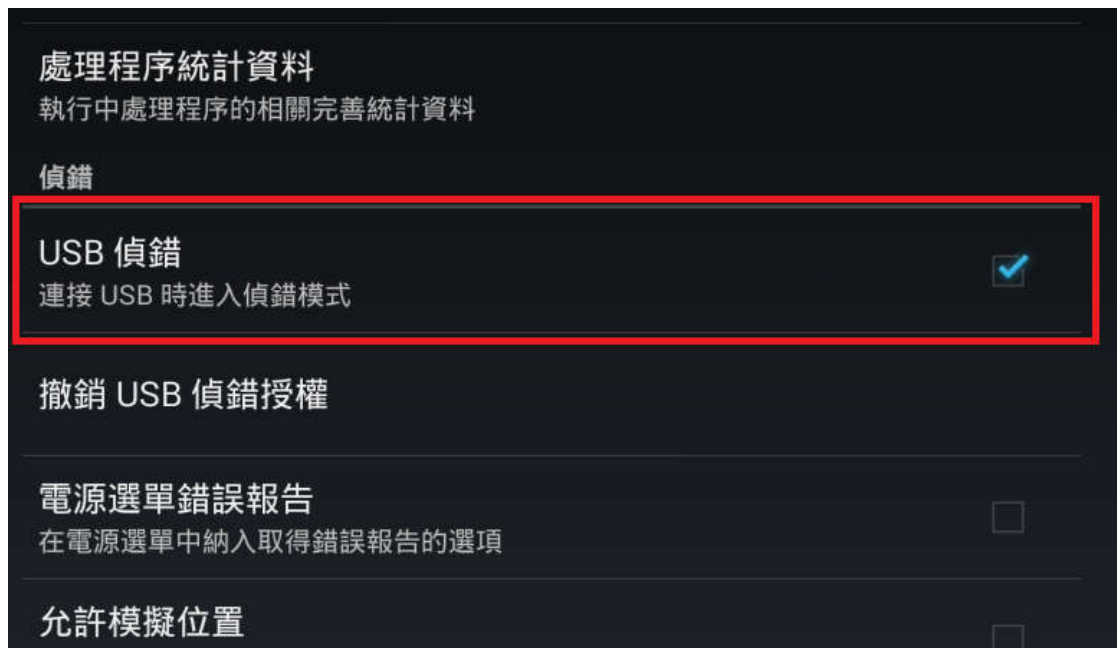 處理程序統計資料
執行中處理程序的相關完善統計資料
偵錯
USB 偵錯
連接 USB 時進入偵錯模式
撤銷 USB 偵錯授權
電源選單錯誤報告
在電源選單中納入取得錯誤報告的選項
允許模擬位置